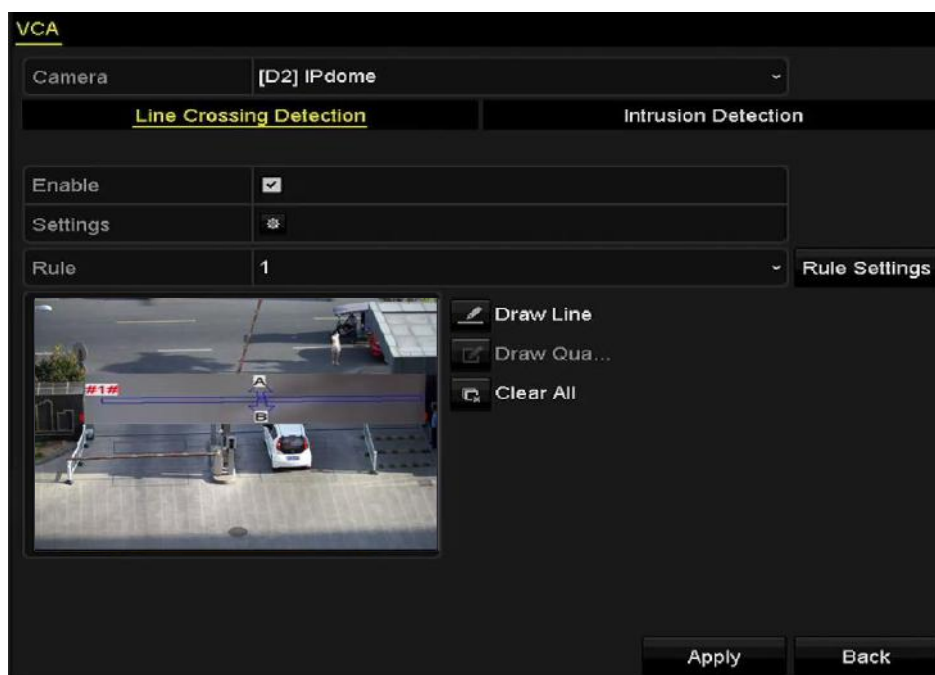 VCA
Camera [D2] IPdome
Line Crossing Detection Intrusion Detection
Enable
Settings
Rule 1 Rule Settings
Draw Line
Draw Qua...
Clear All
#1#
A
B
Apply Back